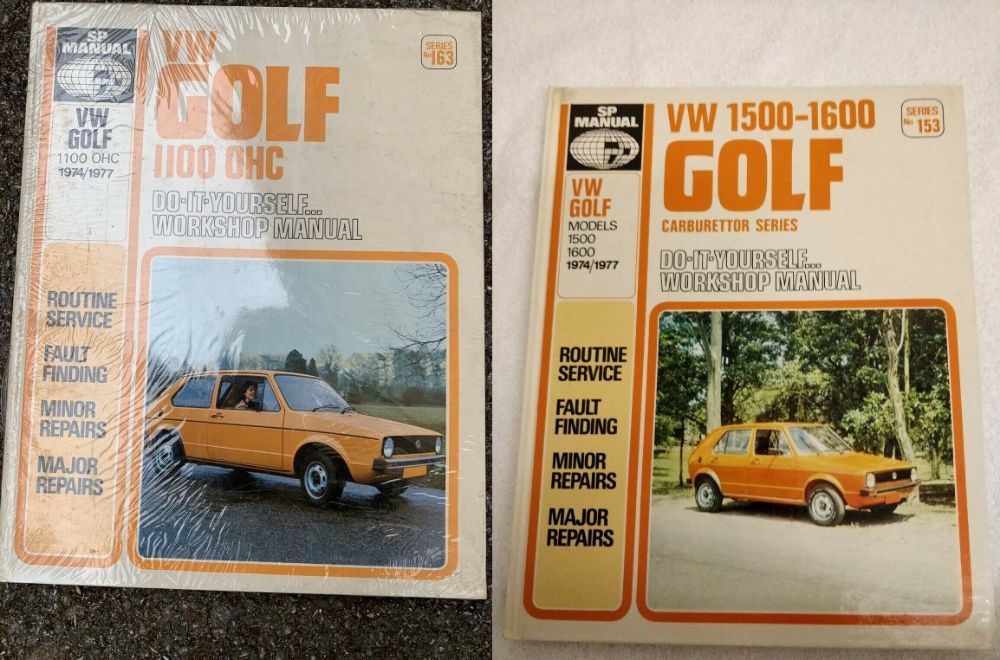 SP
MANUAL
VW
GOLF
1100 OHC
1974/1977
VW
GOLF
1100 OHC
SERIES
No 163
DO·IT·YOURSELF...
WORKSHOP MANUAL
ROUTINE
SERVICE
FAULT
FINDING
MINOR
REPAIRS
MAJOR
REPAIRS
SP
MANUAL
VW
GOLF
MODELS
1500
1600
1974/1977
VW 1500-1600
GOLF
CARBURETTOR SERIES
SERIES
No 153
DO·IT·YOURSELF...
WORKSHOP MANUAL
ROUTINE
SERVICE
FAULT
FINDING
MINOR
REPAIRS
MAJOR
REPAIRS